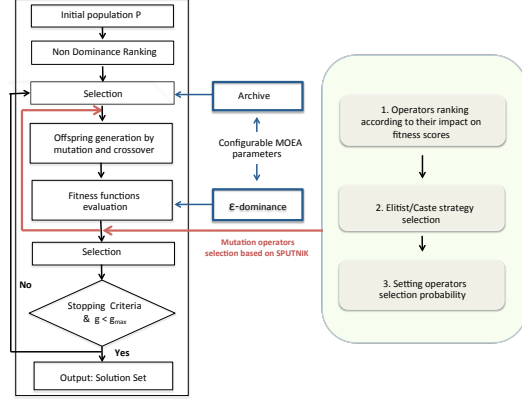 Initial population P
Non Dominance Ranking
Selection
Offspring generation by
mutation and crossover
Fitness functions
evaluation
Selection
No
Stopping Criteria
& g < gmax
Yes
Output: Solution Set
Archive
Configurable MOEA
parameters
ε-dominance
Mutation operators
selection based on SPUTNIK
1. Operators ranking
according to their impact on
fitness scores
2. Elitist/Caste strategy
selection
3. Setting operators
selection probability